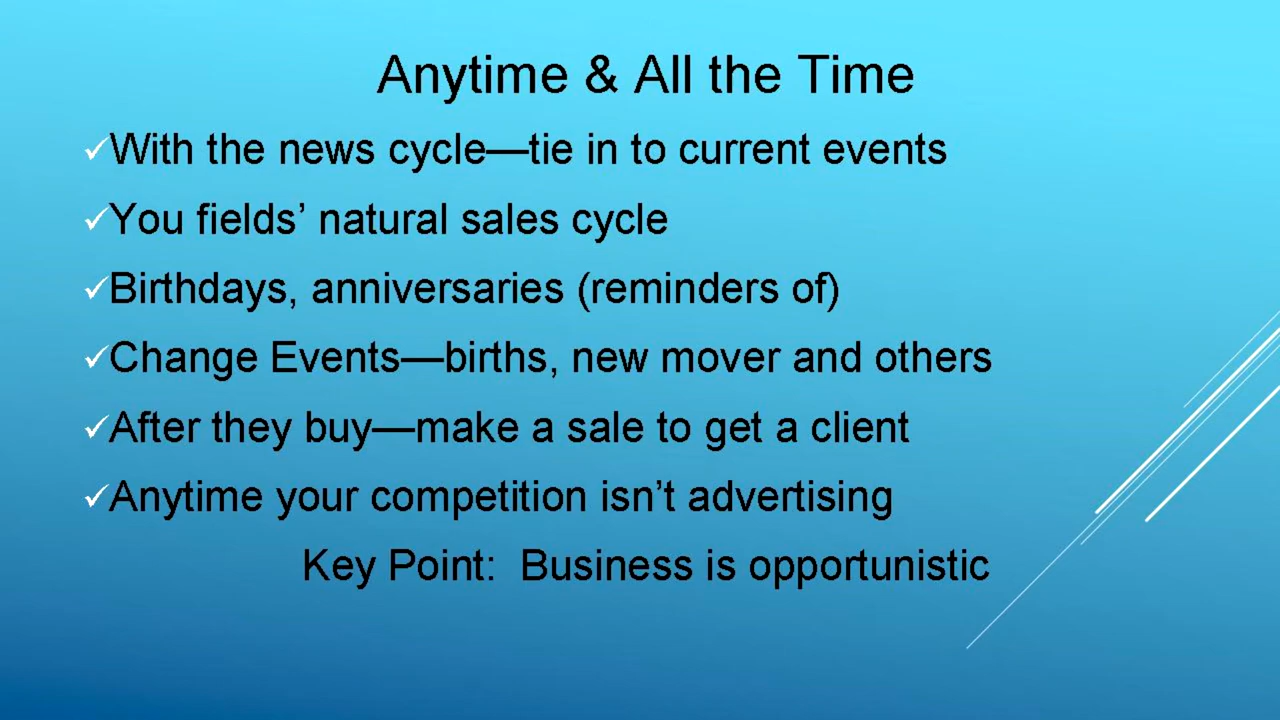 Anytime & All the Time
✓With the news cycle—tie in to current events
✓You fields’ natural sales cycle
✓Birthdays, anniversaries (reminders of)
✓Change Events—births, new mover and others
✓After they buy—make a sale to get a client
✓Anytime your competition isn’t advertising
Key Point:  Business is opportunistic